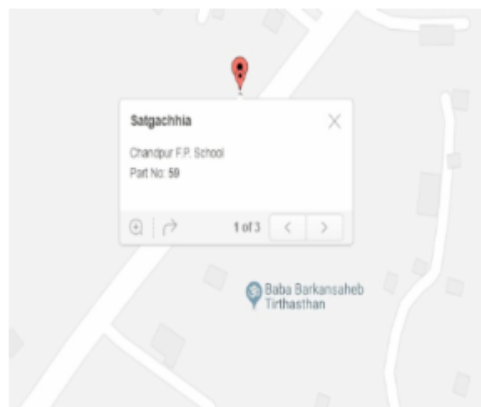 Satgachhia
Chandpur F.P. School
Part No: 59
1 of 3
Baba Barkansaheb
Tirthasthan